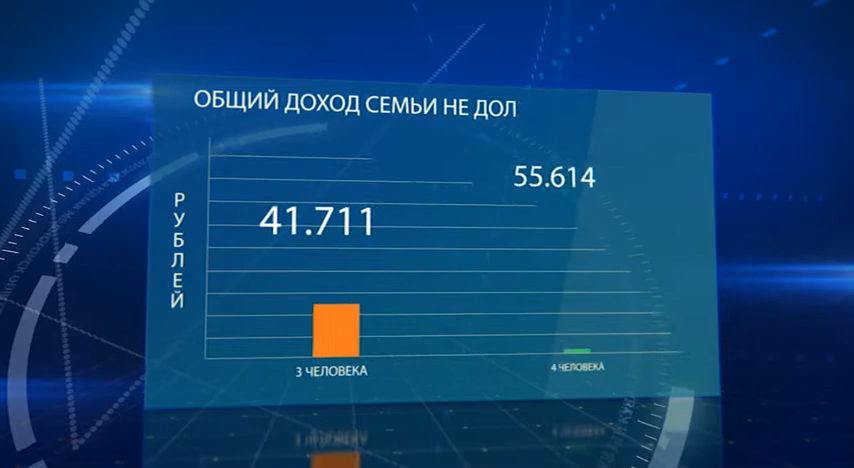 ОБЩИЙ ДОХОД СЕМЬИ НЕ ДОЛ
55.614
41.711
РУБЛЕЙ
3 ЧЕЛОВЕКА
4 ЧЕЛОВЕКА